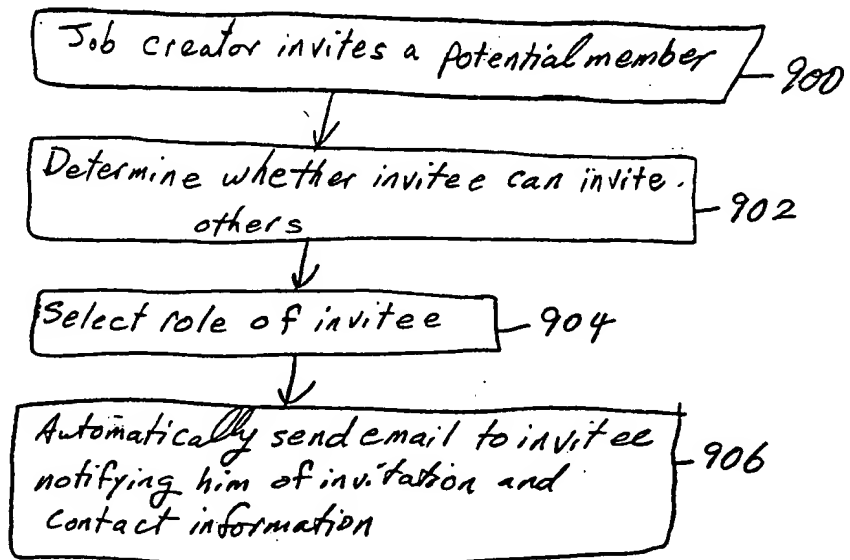 Job creator invites a potential member
900
Determine whether invitee can invite.
others
902
Select role of invitee
904
Automatically send email to invitee
notifying him of invitation and
Contact information
906